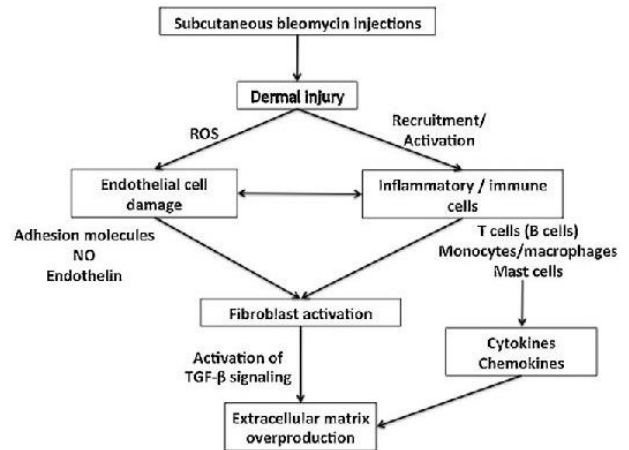 Subcutaneous bleomycin injections
Dermal injury
ROS
Recruitment/
Activation
Endothelial cell
damage
Inflammatory / immune
cells
Adhesion molecules
NO
Endothelin
T cells (B cells)
Monocytes/macrophages
Mast cells
Fibroblast activation
Activation of
TGF-β signaling
Cytokines
Chemokines
Extracellular matrix
overproduction